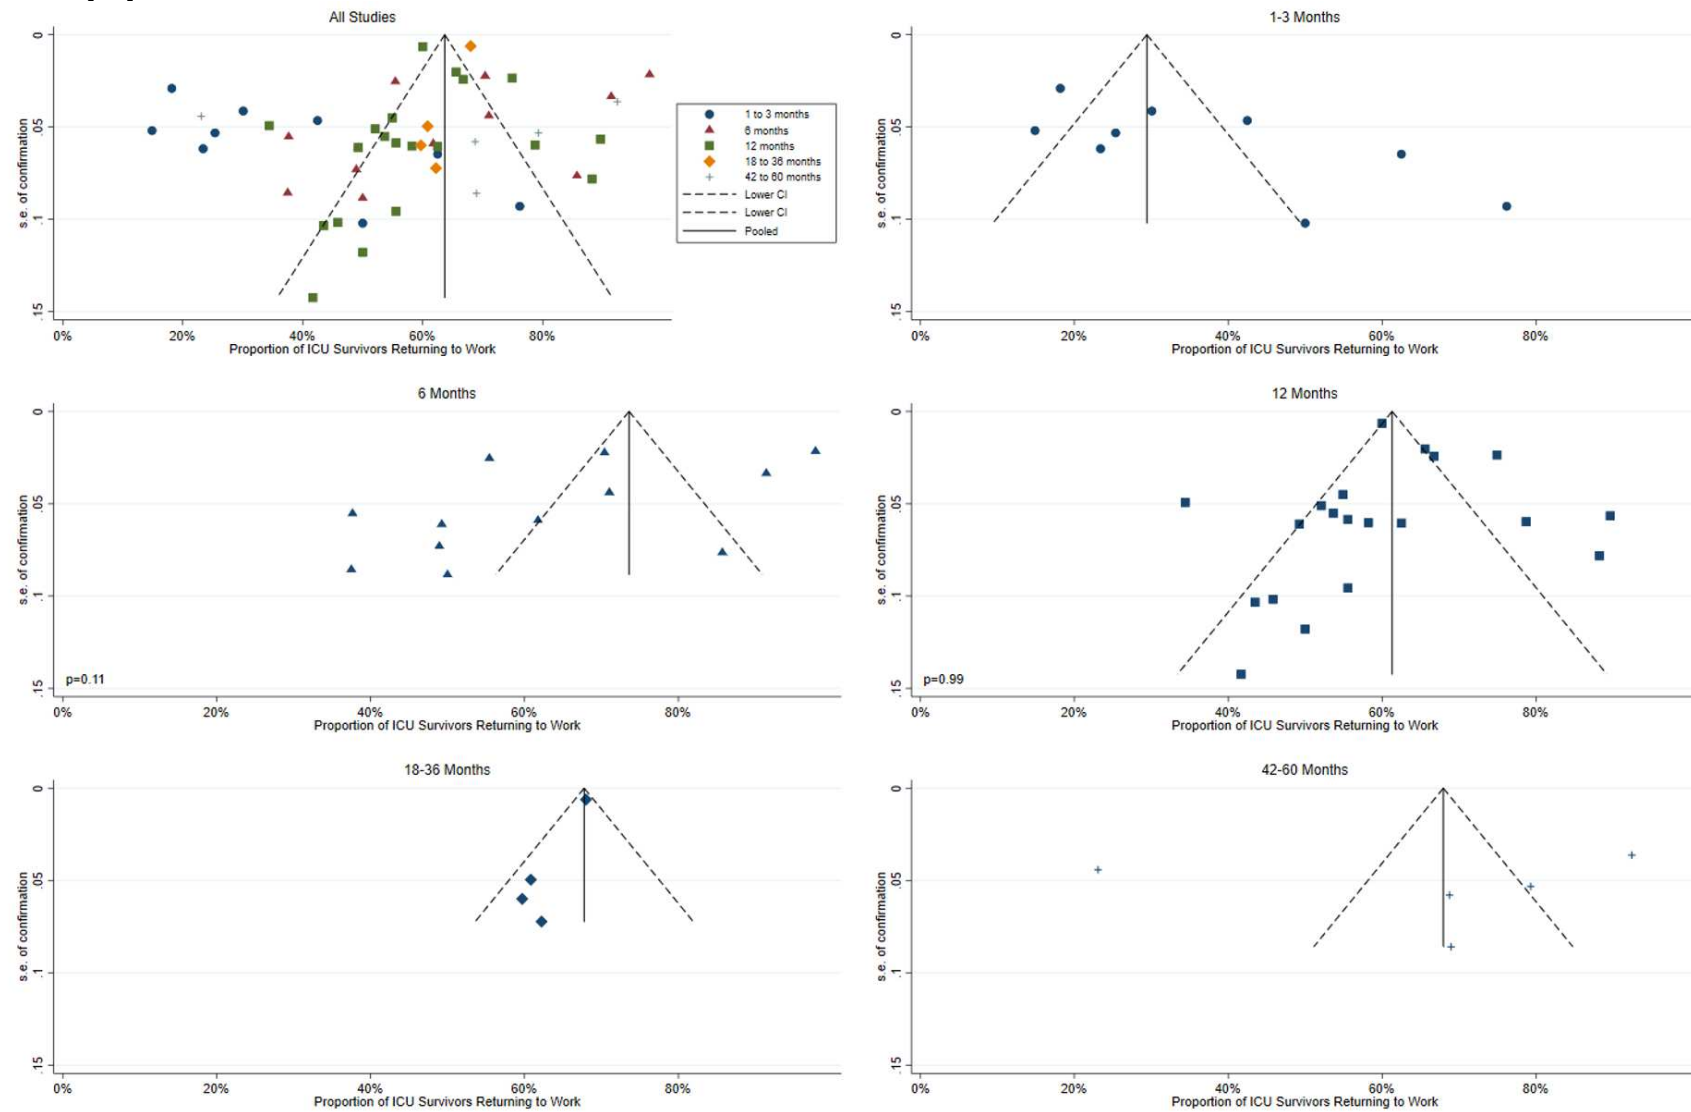 All Studies
0
.05
.1
.15
s.e. of confirmation
0% 20% 40% 60% 80%
Proportion of ICU Survivors Returning to Work
1 to 3 months
6 months
12 months
18 to 36 months
42 to 60 months
Lower CI
Lower CI
Pooled
1-3 Months
0
.05
.1
.15
s.e. of confirmation
0% 20% 40% 60% 80%
Proportion of ICU Survivors Returning to Work
6 Months
0
.05
.1
.15
s.e. of confirmation
p=0.11
0% 20% 40% 60% 80%
Proportion of ICU Survivors Returning to Work
12 Months
0
.05
.1
.15
s.e. of confirmation
p=0.99
0% 20% 40% 60% 80%
Proportion of ICU Survivors Returning to Work
18-36 Months
0
.05
.1
.15
s.e. of confirmation
0% 20% 40% 60% 80%
Proportion of ICU Survivors Returning to Work
42-60 Months
0
.05
.1
.15
s.e. of confirmation
0% 20% 40% 60% 80%
Proportion of ICU Survivors Returning to Work